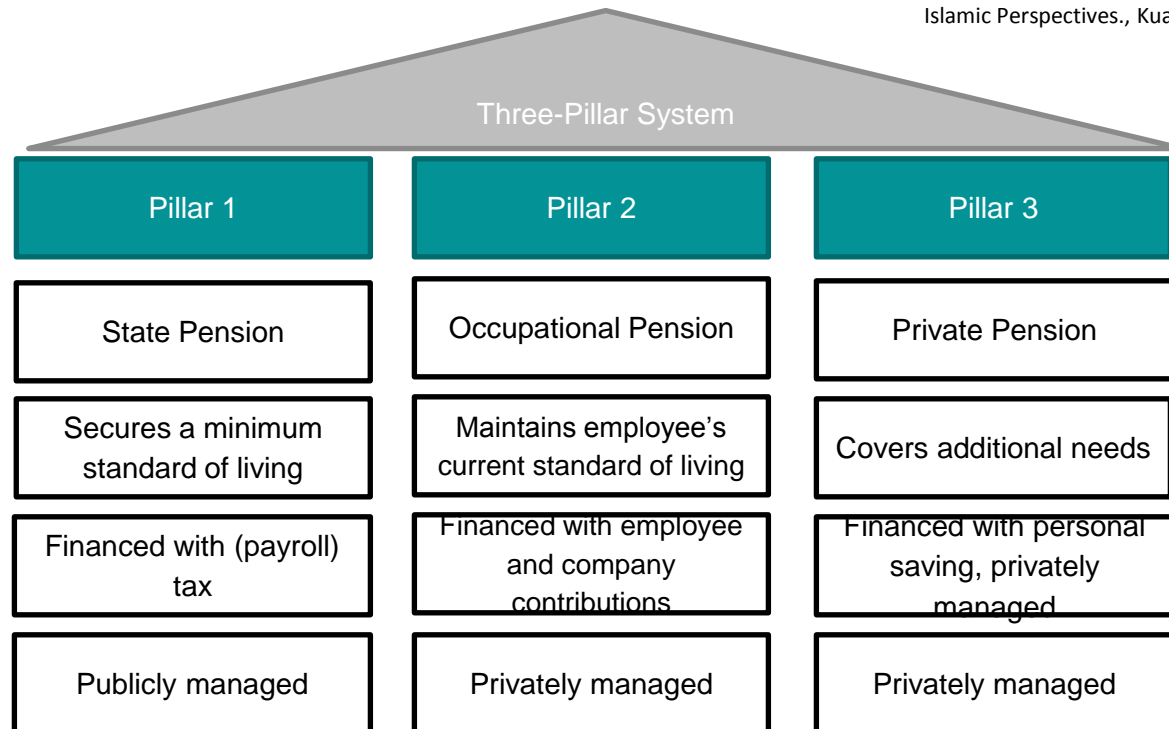 Islamic Perspectives., Kua
Three-Pillar System
Pillar 1
Pillar 2
Pillar 3
State Pension
Occupational Pension
Private Pension
Secures a minimum
standard of living
Maintains employee's
current standard of living
Covers additional needs
Financed with (payroll)
tax
Financed with employee
and company
contributions
Financed with personal
saving, privately
managed
Publicly managed
Privately managed
Privately managed